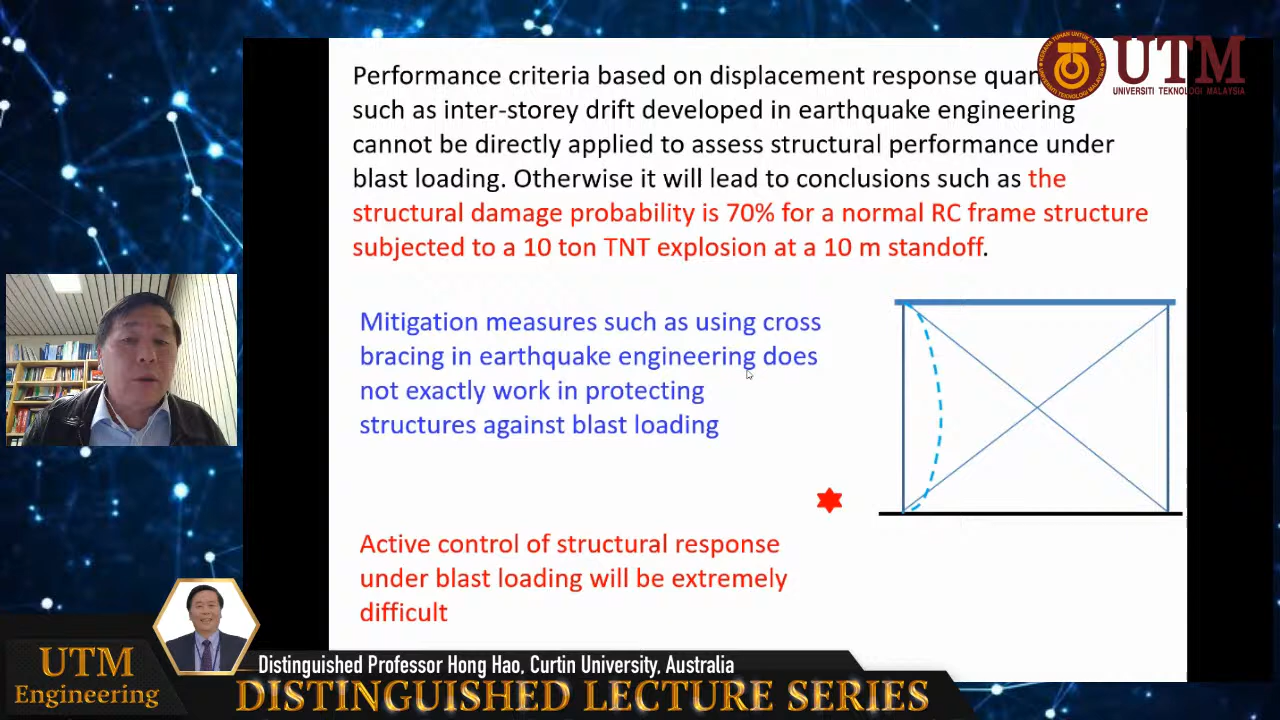 Performance criteria based on displacement response quan
such as inter-storey drift developed in earthquake engineering
cannot be directly applied to assess structural performance under
blast loading. Otherwise it will lead to conclusions such as the
structural damage probability is 70% for a normal RC frame structure
subjected to a 10 ton TNT explosion at a 10 m standoff.
UTM
UNIVERSITI TEKNOLOGI MALAYSIA
Mitigation measures such as using cross
bracing in earthquake engineering does
not exactly work in protecting
structures against blast loading
Active control of structural response
under blast loading will be extremely
difficult
UTM
Engineering
Distinguished Professor Hong Hao, Curtin University, Australia
DISTINGUISHED LECTURE SERIES